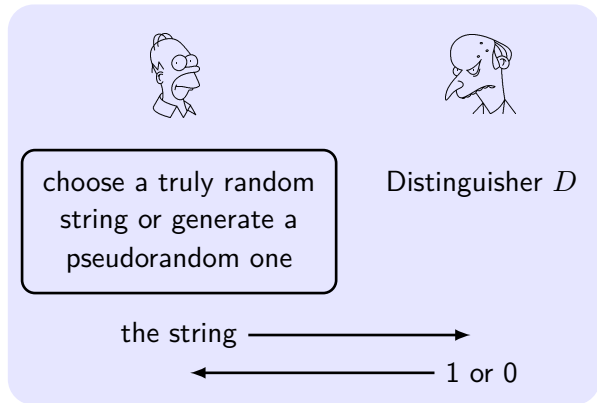 choose a truly random
string or generate a
pseudorandom one
Distinguisher D
the string
1 or 0